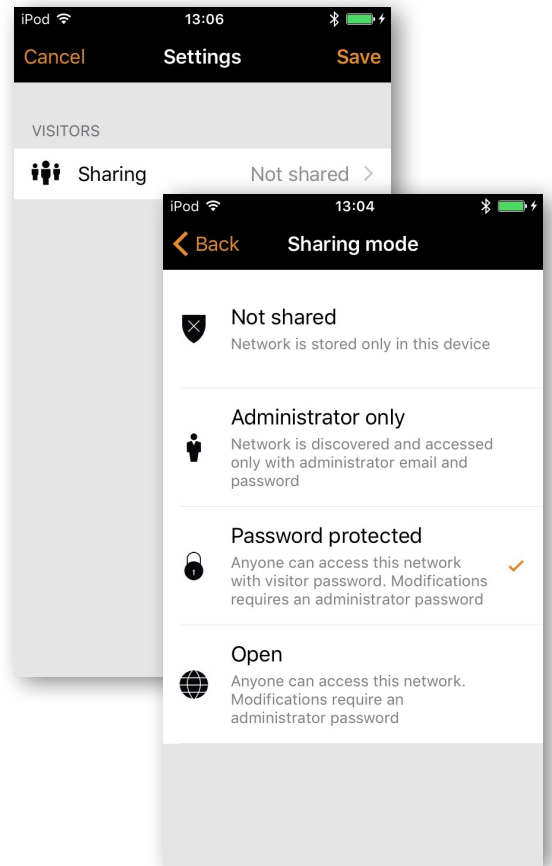 iPod 13:06
Cancel Settings Save
VISITORS
Sharing Not shared
iPod 13:04
Back Sharing mode
Not shared
Network is stored only in this device
Administrator only
Network is discovered and accessed
only with administrator email and
password
Password protected
Anyone can access this network
with visitor password. Modifications
requires an administrator password
Open
Anyone can access this network.
Modifications require an
administrator password